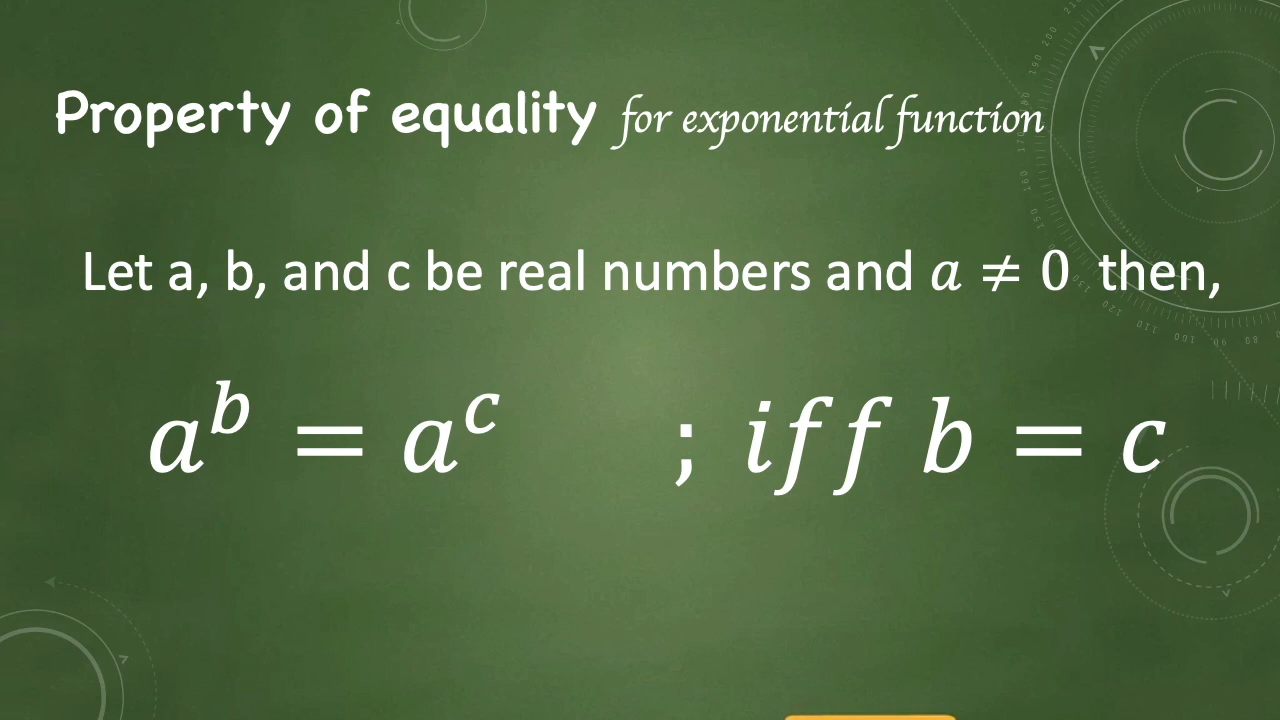 Property of equality for exponential function
Let a, b, and c be real numbers and a ≠ 0 then,
a^b = a^c ; iff b = c